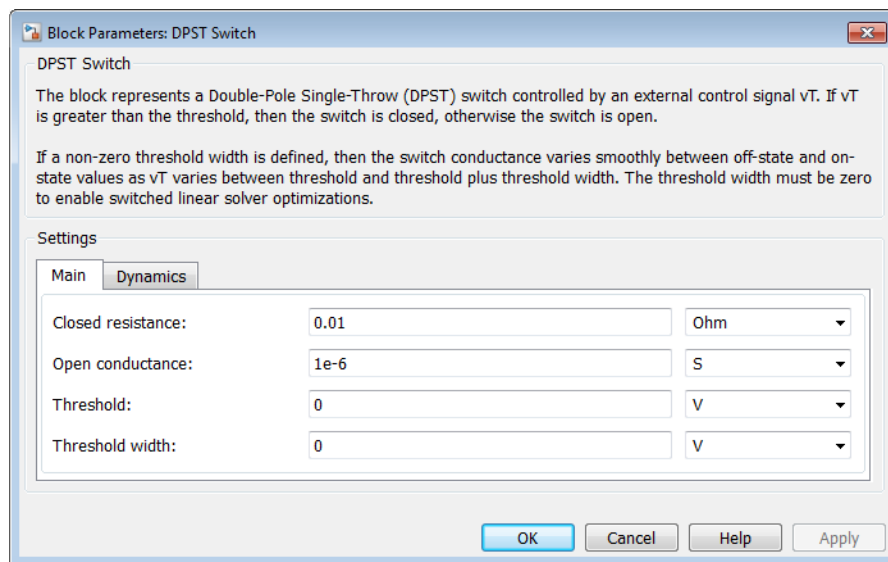 Block Parameters: DPST Switch
DPST Switch
The block represents a Double-Pole Single-Throw (DPST) switch controlled by an external control signal vT. If vT
is greater than the threshold, then the switch is closed, otherwise the switch is open.
If a non-zero threshold width is defined, then the switch conductance varies smoothly between off-state and on-
state values as vT varies between threshold and threshold plus threshold width. The threshold width must be zero
to enable switched linear solver optimizations.
Settings
Main Dynamics
Closed resistance: 0.01 Ohm
Open conductance: 1e-6 S
Threshold: 0 V
Threshold width: 0 V
OK Cancel Help Apply